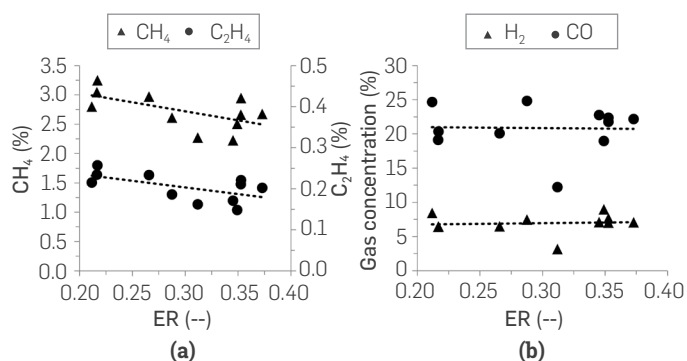 ▲ CH₄ ● C₂H₄
3.5
3.0
2.5
2.0
1.5
1.0
0.5
0.0
CH₄ (%)
0.5
0.4
0.3
0.2
0.1
0.0
C₂H₄ (%)
0.20 0.25 0.30 0.35 0.40
ER (--)
(a)
▲ H₂ ● CO
30
25
20
15
10
5
0
Gas concentration (%)
0.20 0.25 0.30 0.35 0.40
ER (--)
(b)